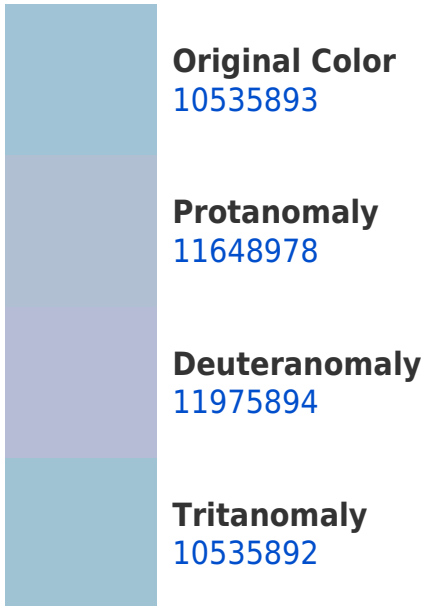 Original Color
10535893
Protanomaly
11648978
Deuteranomaly
11975894
Tritanomaly
10535892